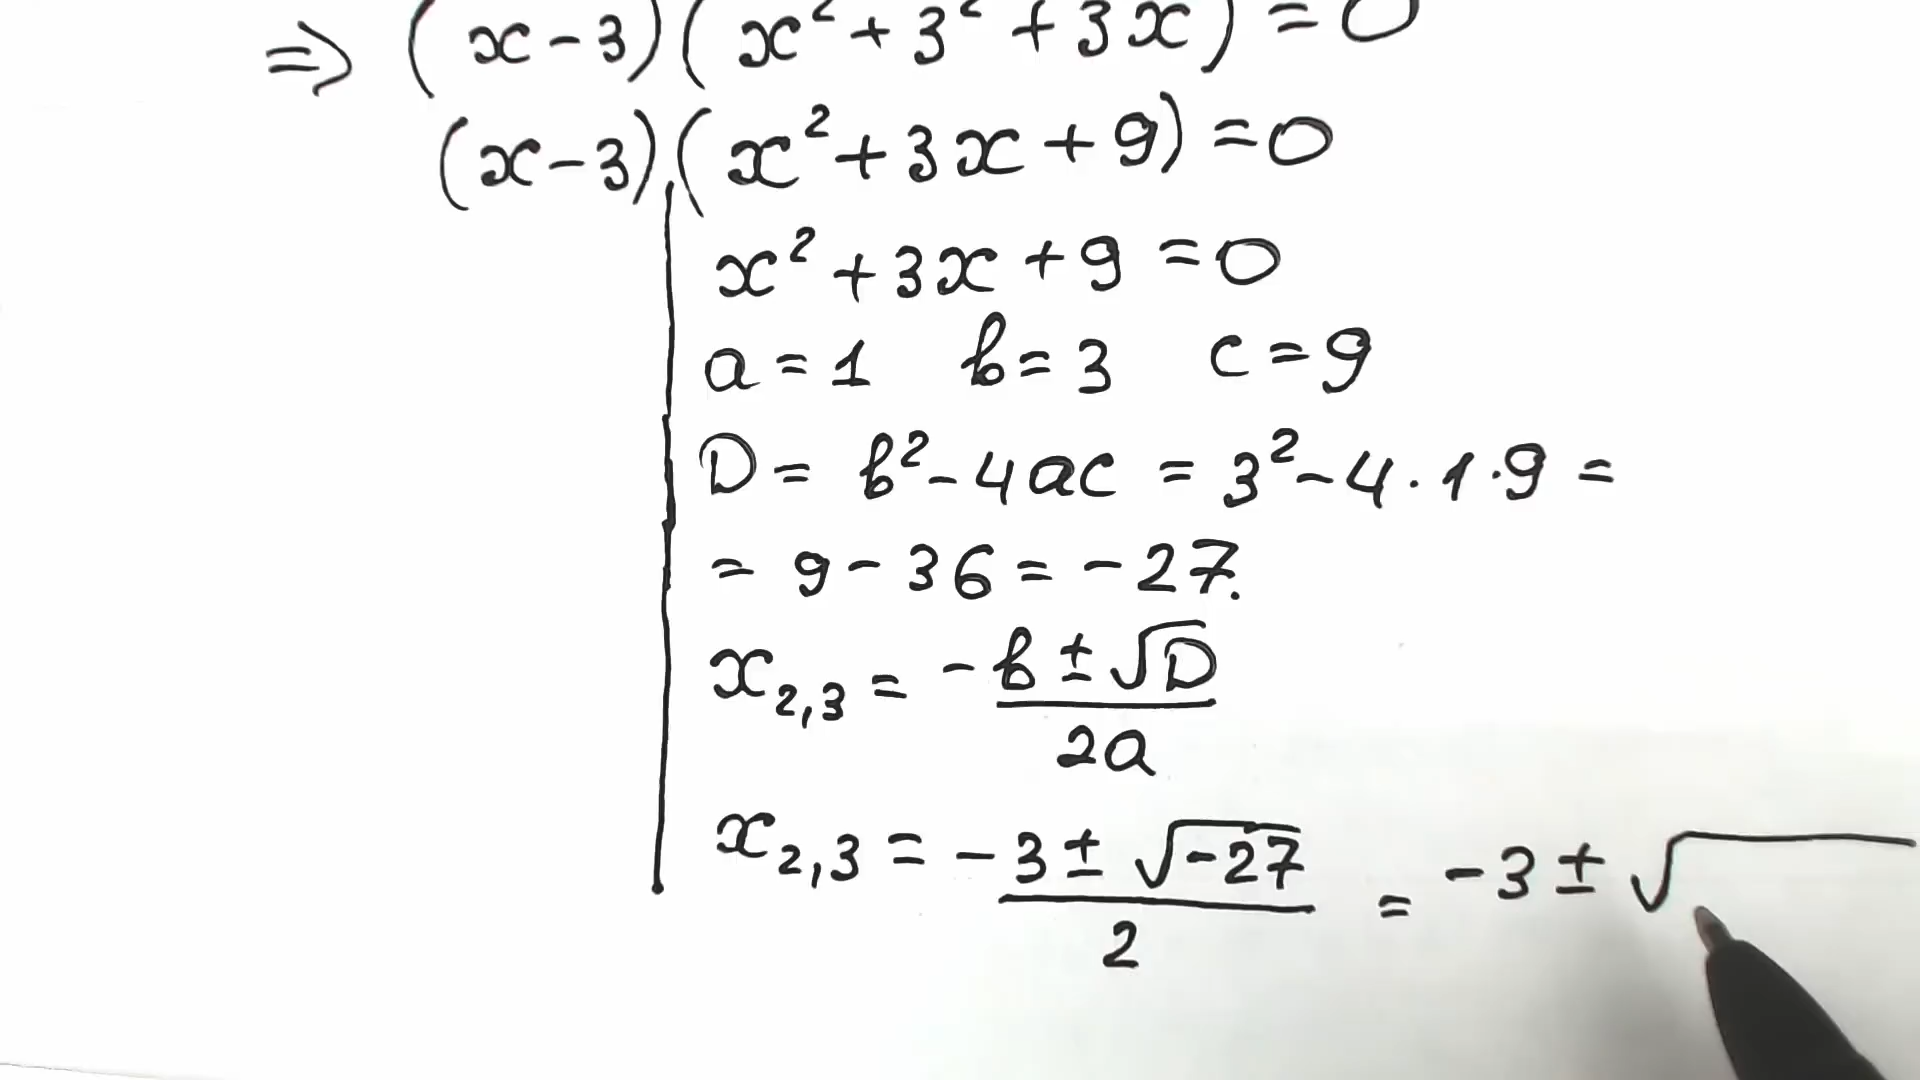 ⇒ (x-3)(x²+3²+3x)=0
(x-3)(x²+3x+9)=0
x²+3x+9=0
a=1 b=3 c=9
D= b²-4ac = 3²-4·1·9 =
= 9-36=-27.
x₂,₃ = -b±√D / 2a
x₂,₃ = -3±√-27 / 2 = -3±√